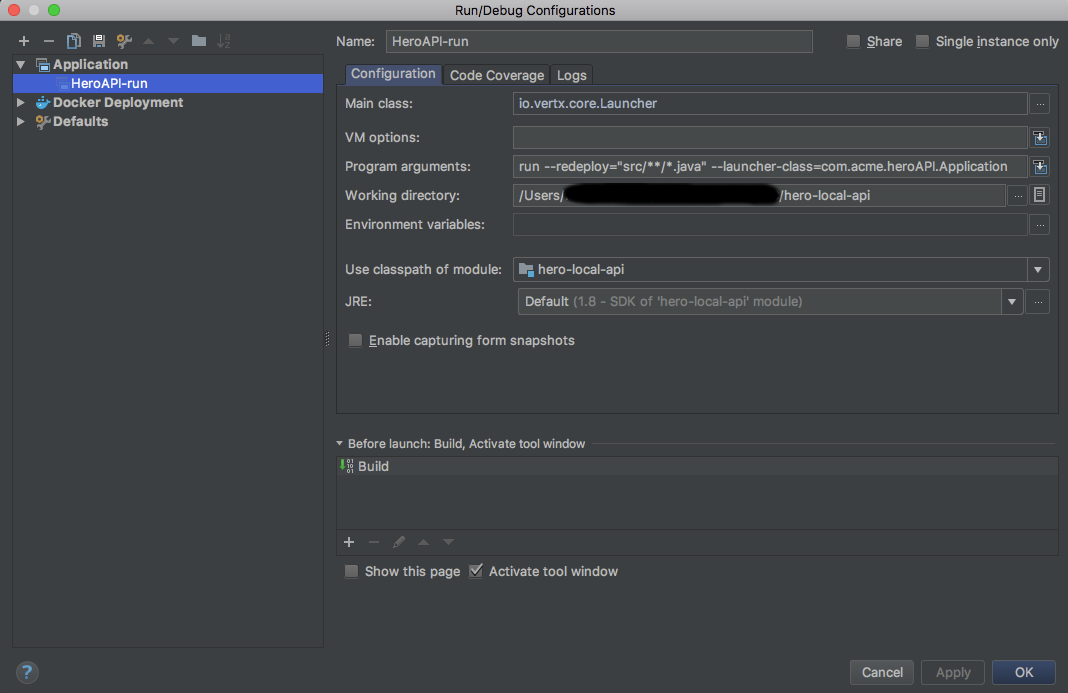 Run/Debug Configurations
Name: HeroAPI-run Share Single instance only
Application
HeroAPI-run
Docker Deployment
Defaults
Configuration Code Coverage Logs
Main class: io.vertx.core.Launcher ...
VM options:
Program arguments: run --redeploy="src/**/*.java" --launcher-class=com.acme.heroAPI.Application
Working directory: /Users/ /hero-local-api ...
Environment variables: ...
Use classpath of module: hero-local-api
JRE: Default (1.8 - SDK of 'hero-local-api' module) ...
Enable capturing form snapshots
Before launch: Build, Activate tool window
Build
Show this page Activate tool window
? Cancel Apply OK